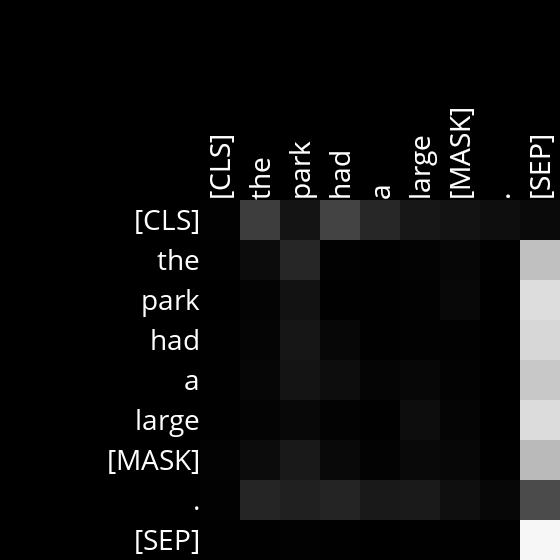 [CLS] the park had a large [MASK] . [SEP]
[CLS]
the
park
had
a
large
[MASK]
.
[SEP]